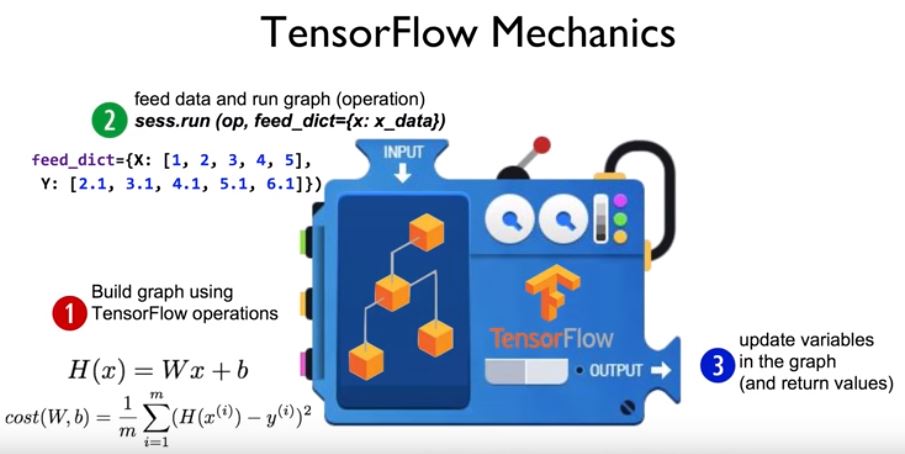 TensorFlow Mechanics
2
feed data and run graph (operation)
sess.run (op, feed_dict={x: x_data})
feed_dict={X: [1, 2, 3, 4, 5],
Y: [2.1, 3.1, 4.1, 5.1, 6.1]})
INPUT
1
Build graph using
TensorFlow operations
H(x) = Wx + b
cost(W, b) = \frac{1}{m} \sum_{i=1}^{m} (H(x^{(i)}) - y^{(i)})^2
TensorFlow
OUTPUT
3
update variables
in the graph
(and return values)